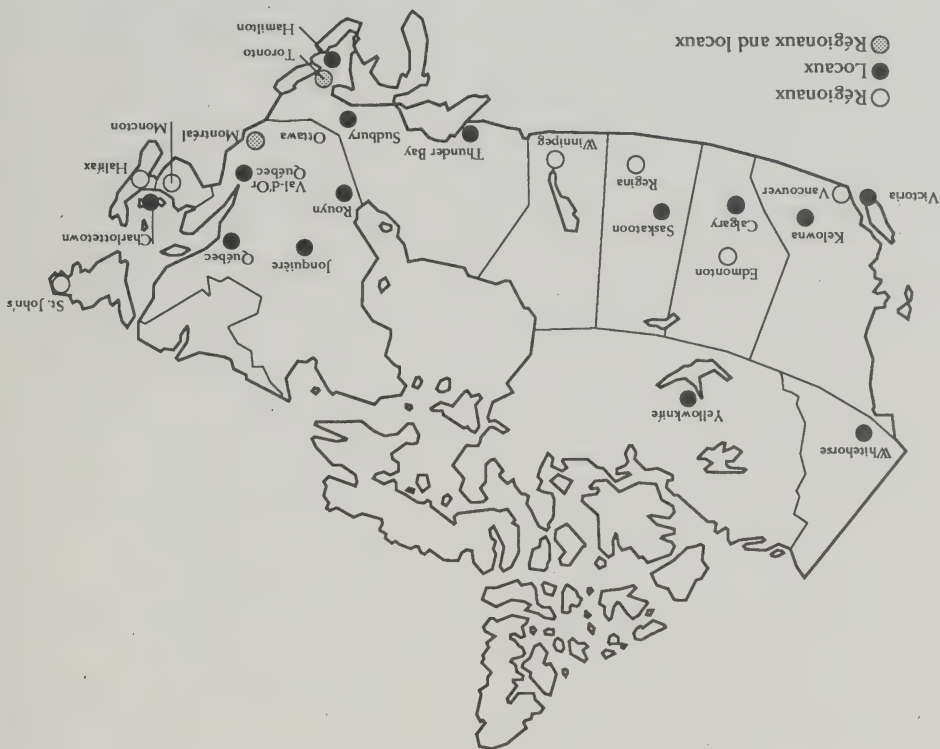 Whitehorse
Yellowknife
St. John's
Edmonton
Jonquière
Québec
Charlottetown
Kelowna
Calgary
Saskatoon
Rouyn
Victoria
Vancouver
Regina
Val-d'Or
Québec
Halifax
Thunder Bay
Winnipeg
Sudbury
Ottawa
Montréal
Moncton
Régionaux
Locaux
Régionaux and locaux
Toronto
Hamilton